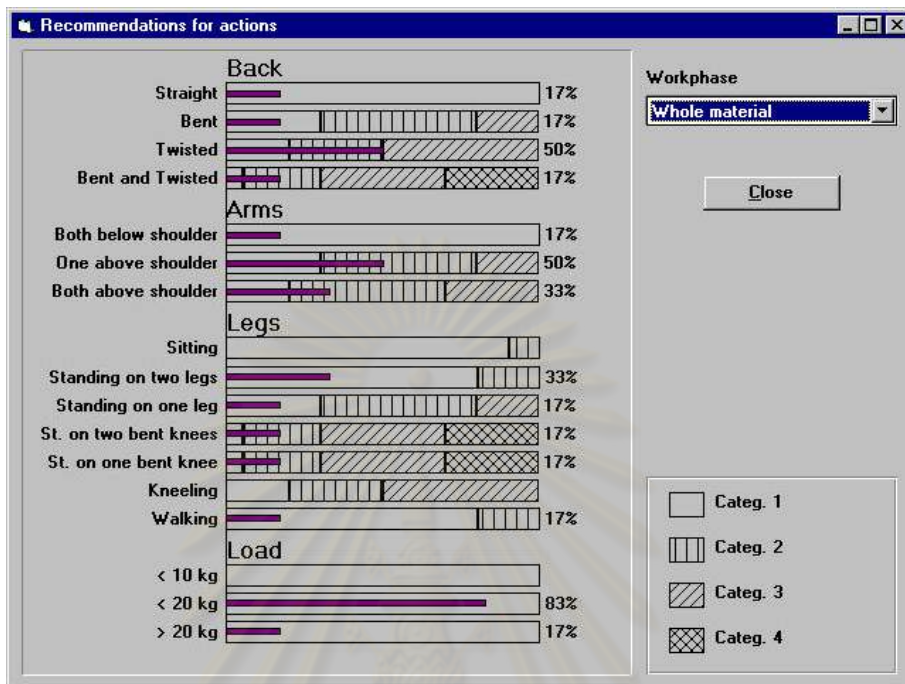 Recommendations for actions
Back
Straight 17%
Bent 17%
Twisted 50%
Bent and Twisted 17%
Arms
Both below shoulder 17%
One above shoulder 50%
Both above shoulder 33%
Legs
Sitting
Standing on two legs 33%
Standing on one leg 17%
St. on two bent knees 17%
St. on one bent knee 17%
Kneeling
Walking 17%
Load
< 10 kg
< 20 kg 83%
> 20 kg 17%
Workphase
Whole material
Close
Categ. 1
Categ. 2
Categ. 3
Categ. 4